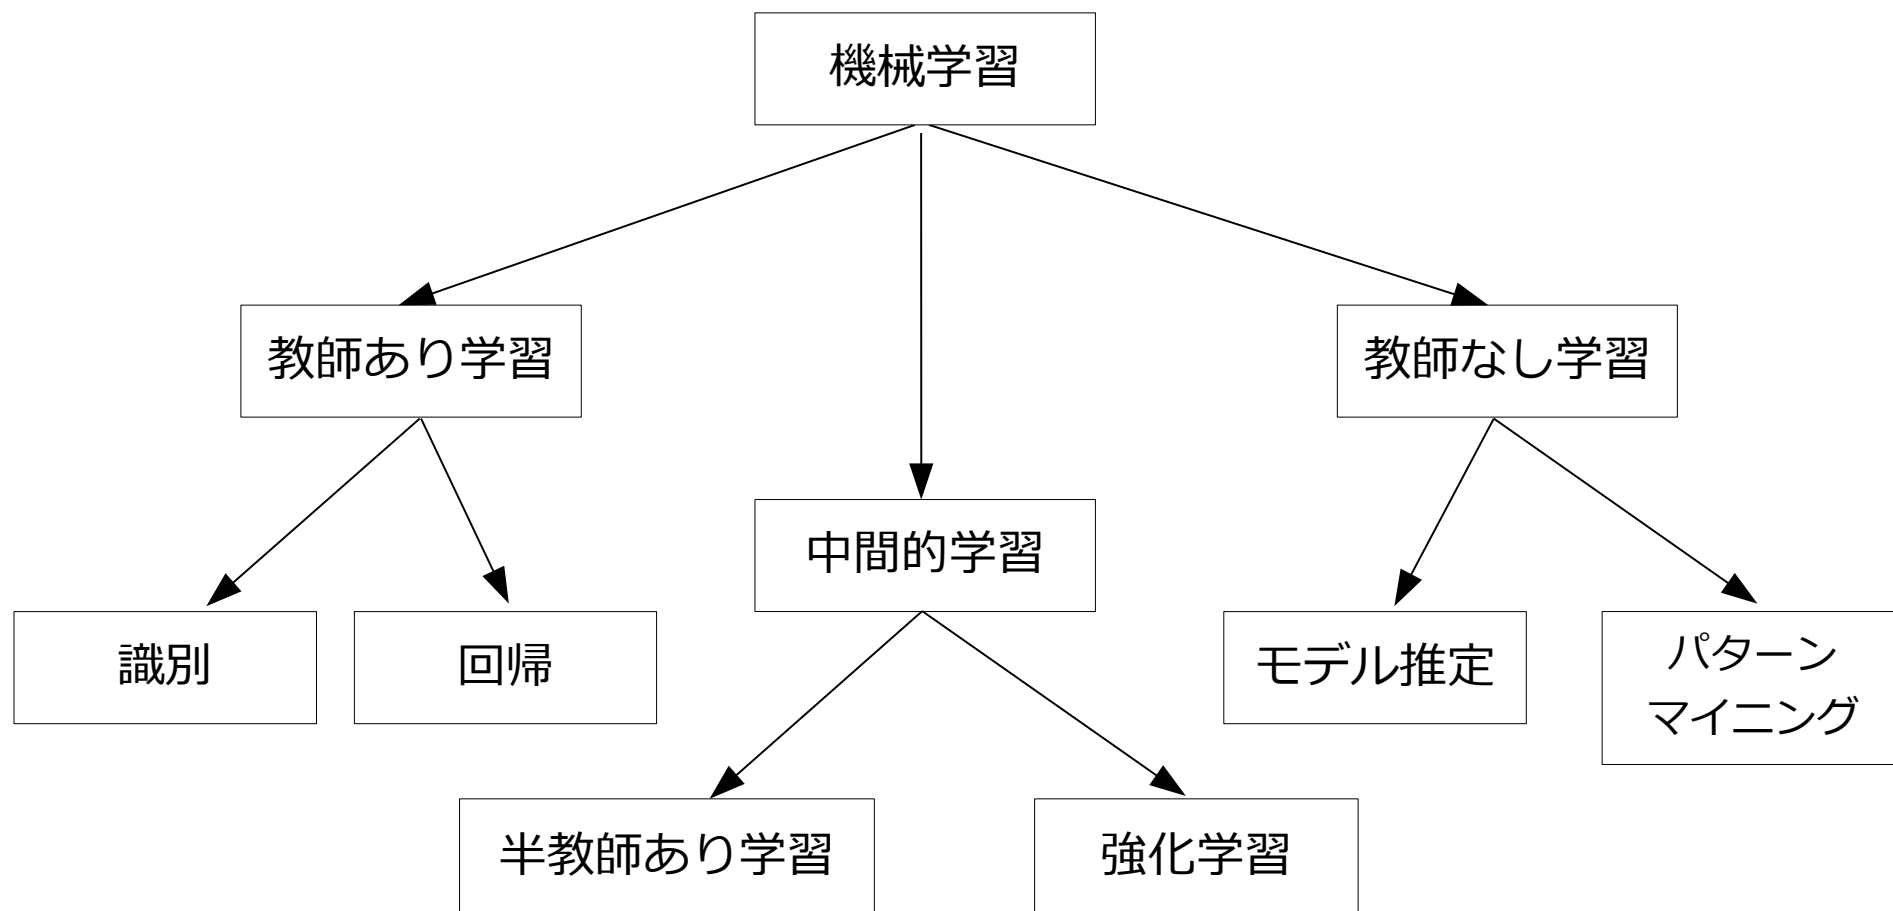 機械学習
教師あり学習
教師なし学習
中間的学習
識別
回帰
モデル推定
パターン
マイニング
半教師あり学習
強化学習